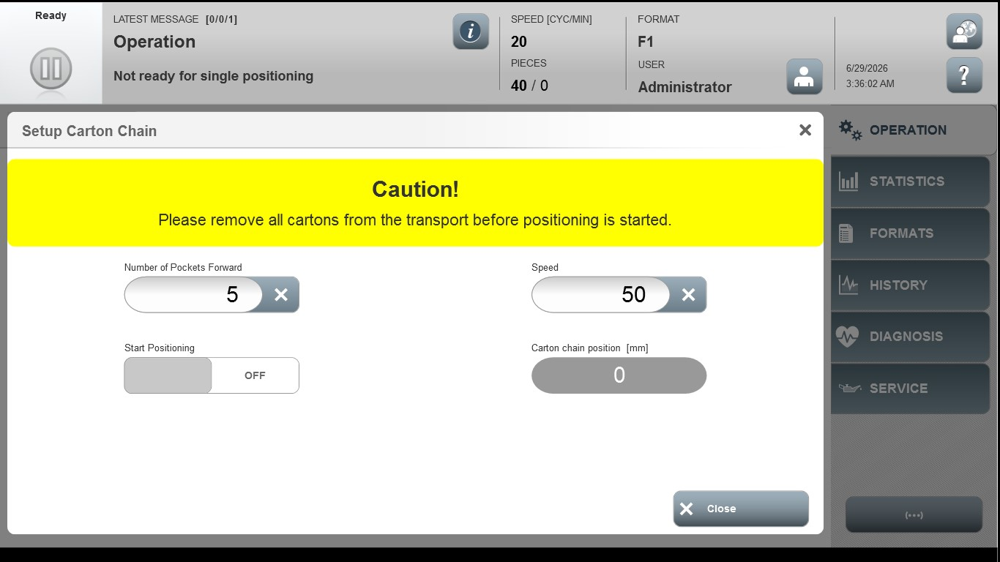 Ready
LATEST MESSAGE [0/0/1]
Operation
Not ready for single positioning
i
SPEED [CYC/MIN]
20
PIECES
40 / 0
FORMAT
F1
USER
Administrator
6/29/2026
3:36:02 AM
?
Setup Carton Chain
Caution!
Please remove all cartons from the transport before positioning is started.
Number of Pockets Forward
5
Speed
50
Start Positioning
OFF
Carton chain position [mm]
0
Close
OPERATION
STATISTICS
FORMATS
HISTORY
DIAGNOSIS
SERVICE
(•••)